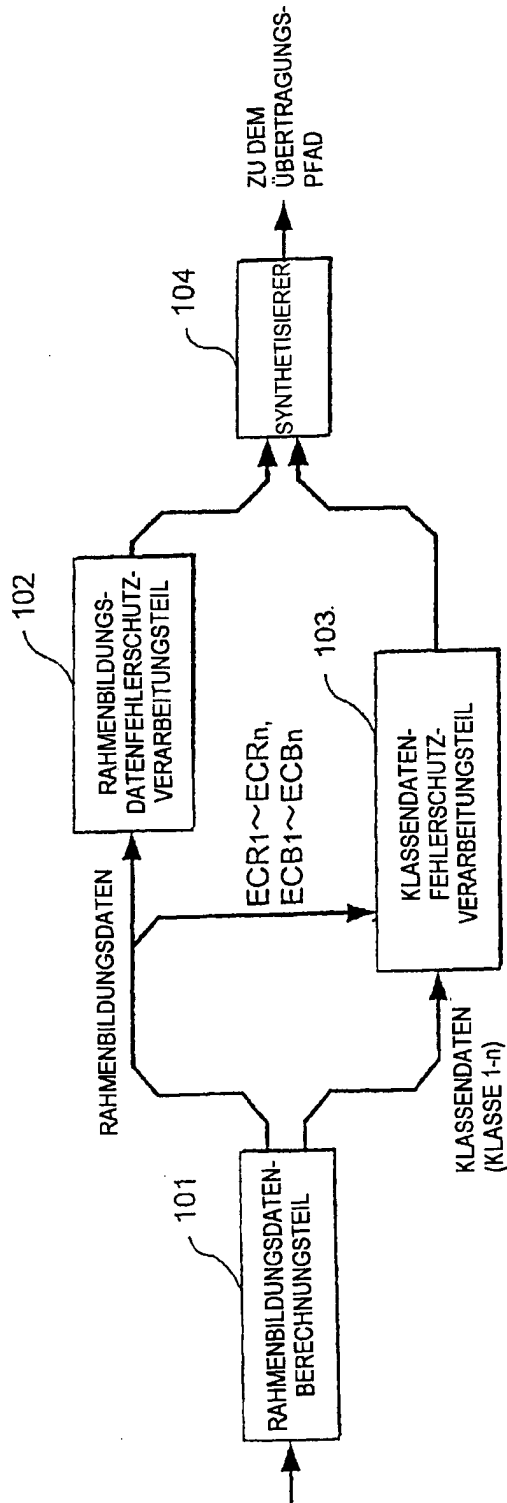 101
RAHMENBILDUNGSDATEN-
BERECHNUNGSTEIL
RAHMENBILDUNGSDATEN
KLASSENDATEN
(KLASSE 1-n)
102
RAHMENBILDUNGS-
DATENFEHLERSCHUTZ-
VERARBEITUNGSTEIL
ECR1～ECRn,
ECB1～ECBn
103.
KLASSENDATEN-
FEHLERSCHUTZ-
VERARBEITUNGSTEIL
104
SYNTHETISIERER
ZU DEM
ÜBERTRAGUNGS-
PFAD